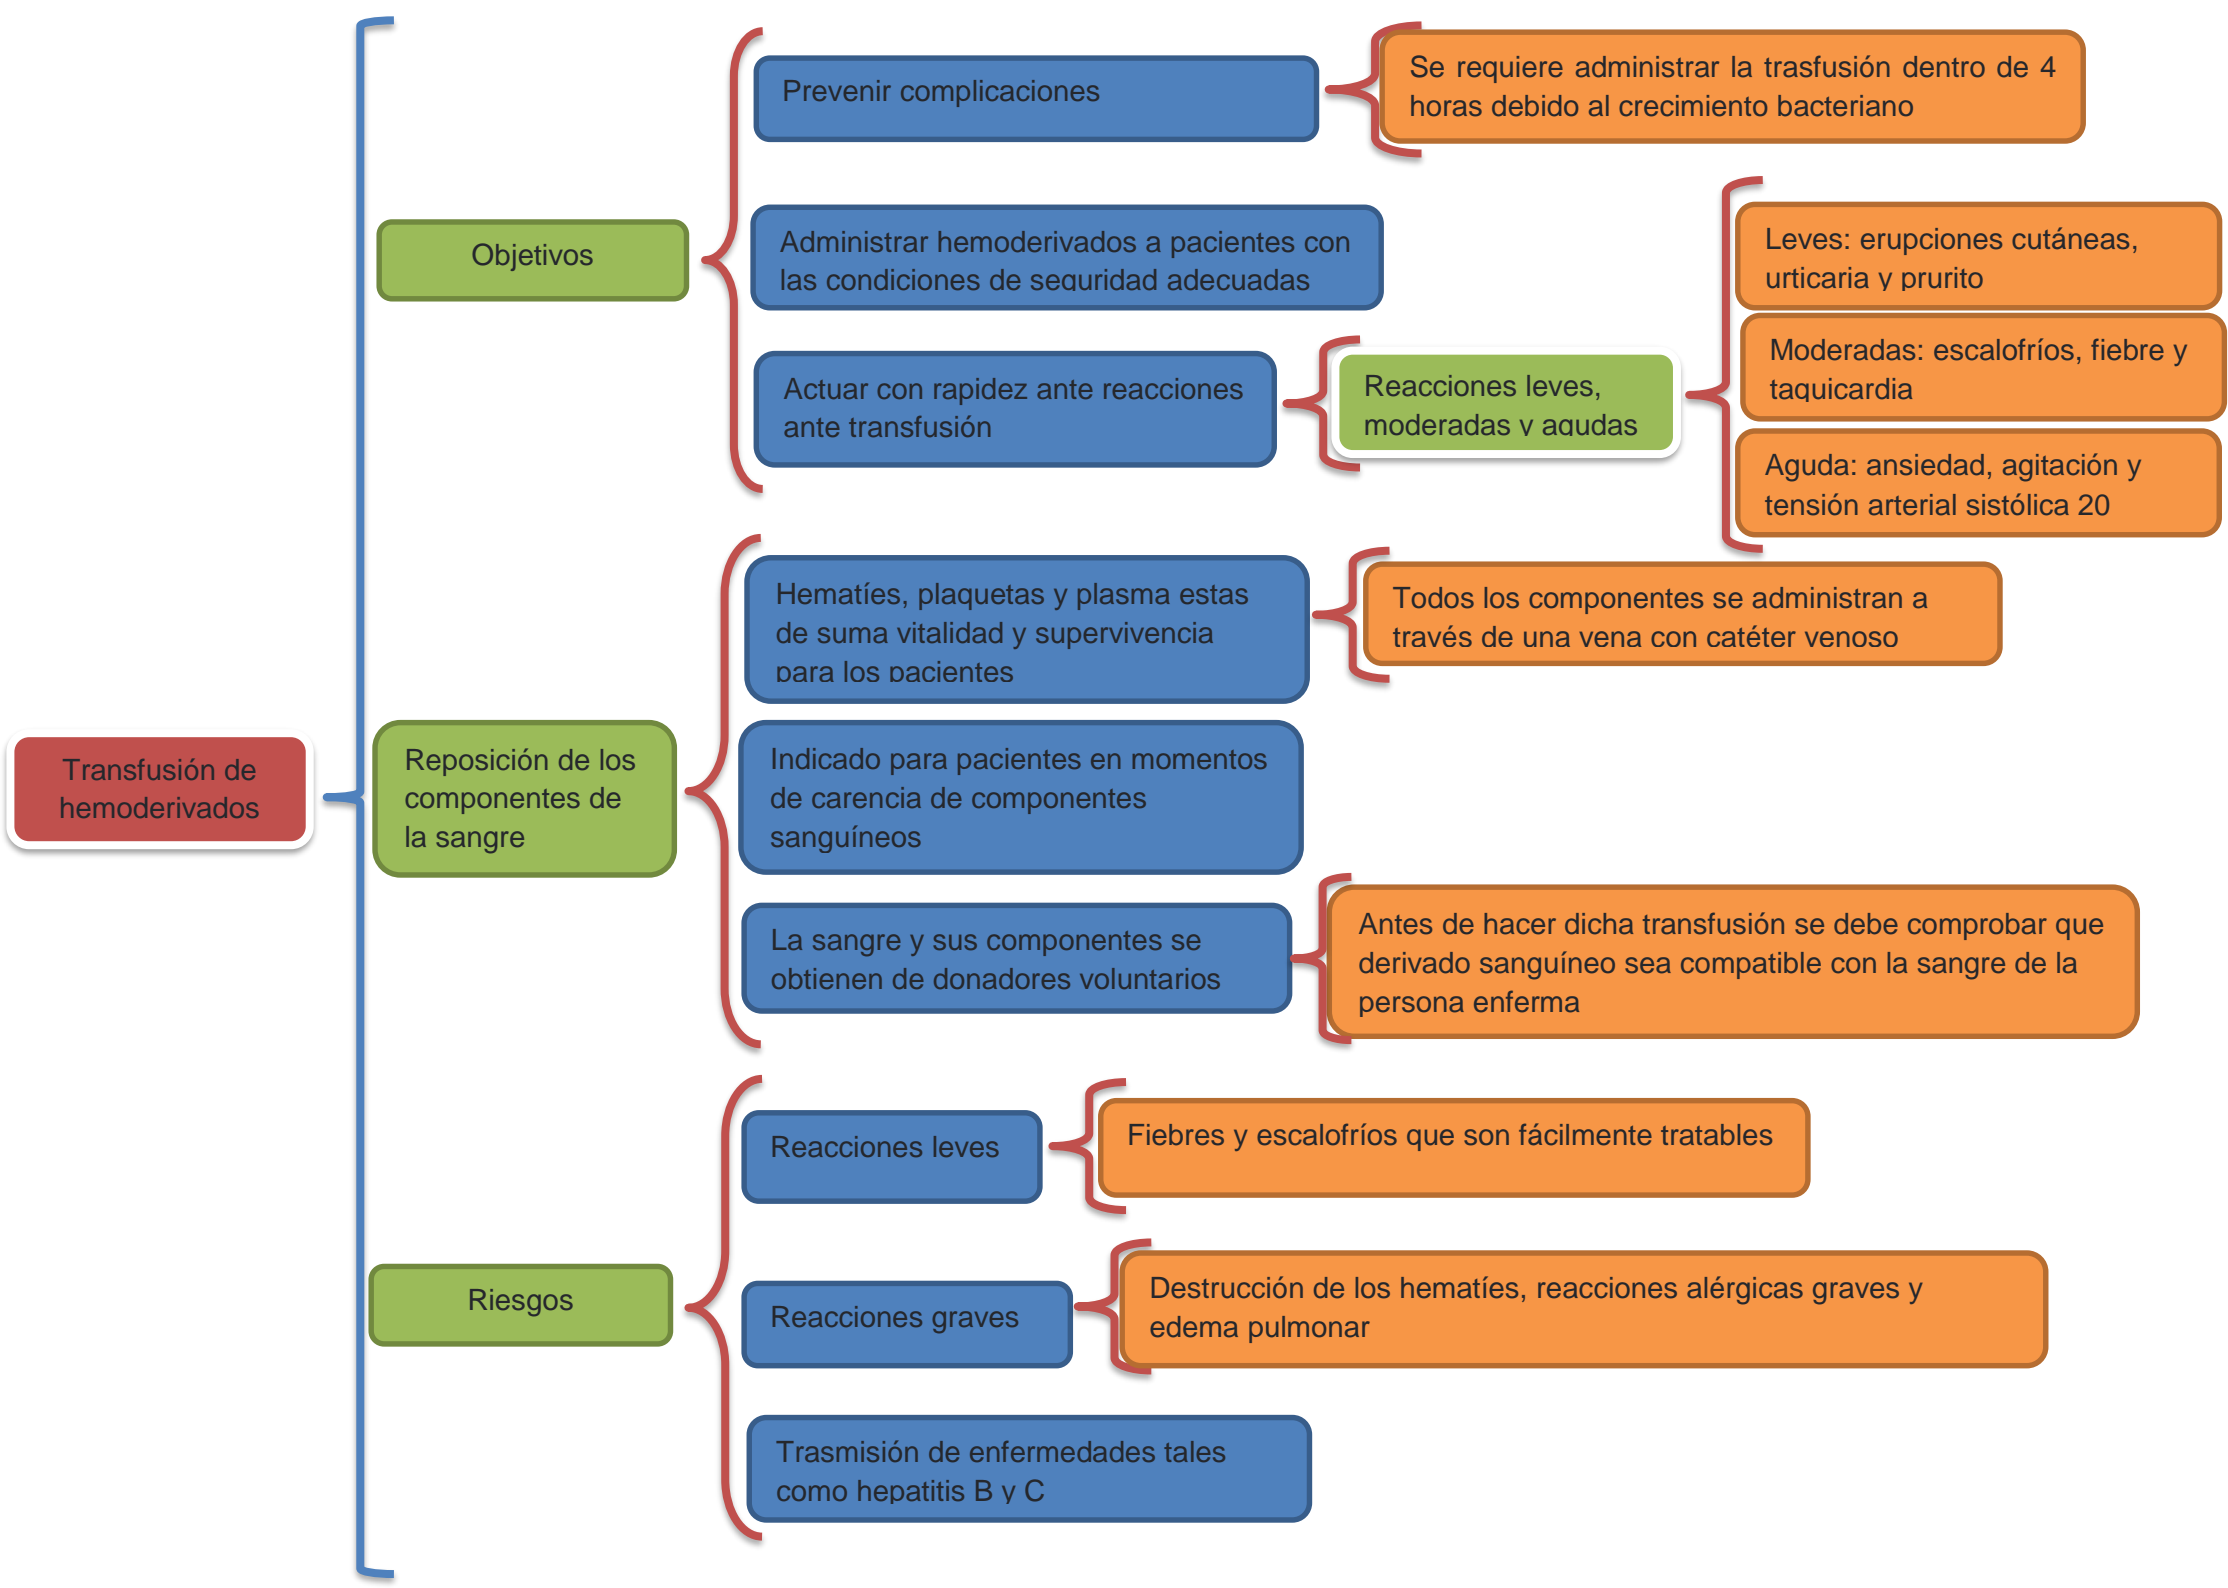 Transfusión de
hemoderivados
Objetivos
Prevenir complicaciones
Se requiere administrar la trasfusión dentro de 4
horas debido al crecimiento bacteriano
Administrar hemoderivados a pacientes con
las condiciones de seguridad adecuadas
Actuar con rapidez ante reacciones
ante transfusión
Reacciones leves,
moderadas y agudas
Leves: erupciones cutáneas,
urticaria y prurito
Moderadas: escalofríos, fiebre y
taquicardia
Aguda: ansiedad, agitación y
tensión arterial sistólica 20
Reposición de los
componentes de
la sangre
Hematíes, plaquetas y plasma estas
de suma vitalidad y supervivencia
para los pacientes
Todos los componentes se administran a
través de una vena con catéter venoso
Indicado para pacientes en momentos
de carencia de componentes
sanguíneos
La sangre y sus componentes se
obtienen de donadores voluntarios
Antes de hacer dicha transfusión se debe comprobar que
derivado sanguíneo sea compatible con la sangre de la
persona enferma
Riesgos
Reacciones leves
Fiebres y escalofríos que son fácilmente tratables
Reacciones graves
Destrucción de los hematíes, reacciones alérgicas graves y
edema pulmonar
Trasmisión de enfermedades tales
como hepatitis B y C